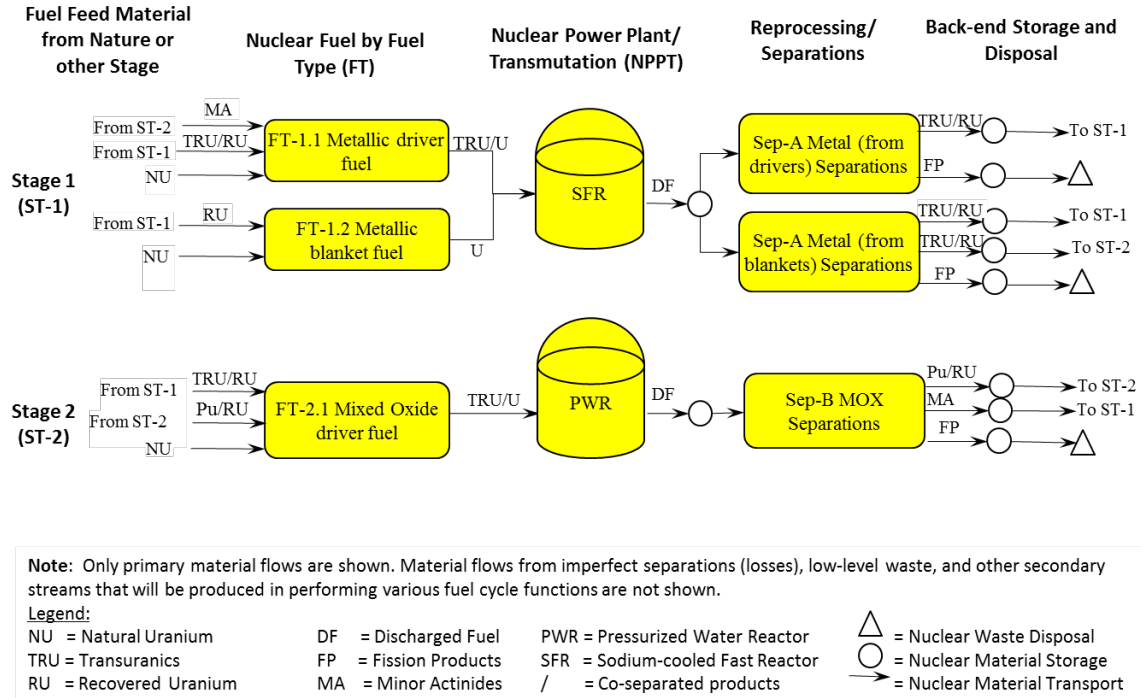 Fuel Feed Material
from Nature or
other Stage
Nuclear Fuel by Fuel
Type (FT)
Nuclear Power Plant/
Transmutation (NPPT)
Reprocessing/
Separations
Back-end Storage and
Disposal
Stage 1
(ST-1)
From ST-2
MA
From ST-1
TRU/RU
NU
FT-1.1 Metallic driver
fuel
TRU/U
From ST-1
RU
NU
FT-1.2 Metallic
blanket fuel
U
SFR
DF
Sep-A Metal (from
drivers) Separations
TRU/RU
To ST-1
FP
Sep-A Metal (from
blankets) Separations
TRU/RU
To ST-1
TRU/RU
To ST-2
FP
Stage 2
(ST-2)
From ST-1
TRU/RU
From ST-2
Pu/RU
NU
FT-2.1 Mixed Oxide
driver fuel
TRU/U
PWR
DF
Sep-B MOX
Separations
Pu/RU
To ST-2
MA
To ST-1
FP
Note: Only primary material flows are shown. Material flows from imperfect separations (losses), low-level waste, and other secondary
streams that will be produced in performing various fuel cycle functions are not shown.
Legend:
NU = Natural Uranium
TRU = Transuranics
RU = Recovered Uranium
DF = Discharged Fuel
FP = Fission Products
MA = Minor Actinides
PWR = Pressurized Water Reactor
SFR = Sodium-cooled Fast Reactor
/ = Co-separated products
= Nuclear Waste Disposal
= Nuclear Material Storage
= Nuclear Material Transport